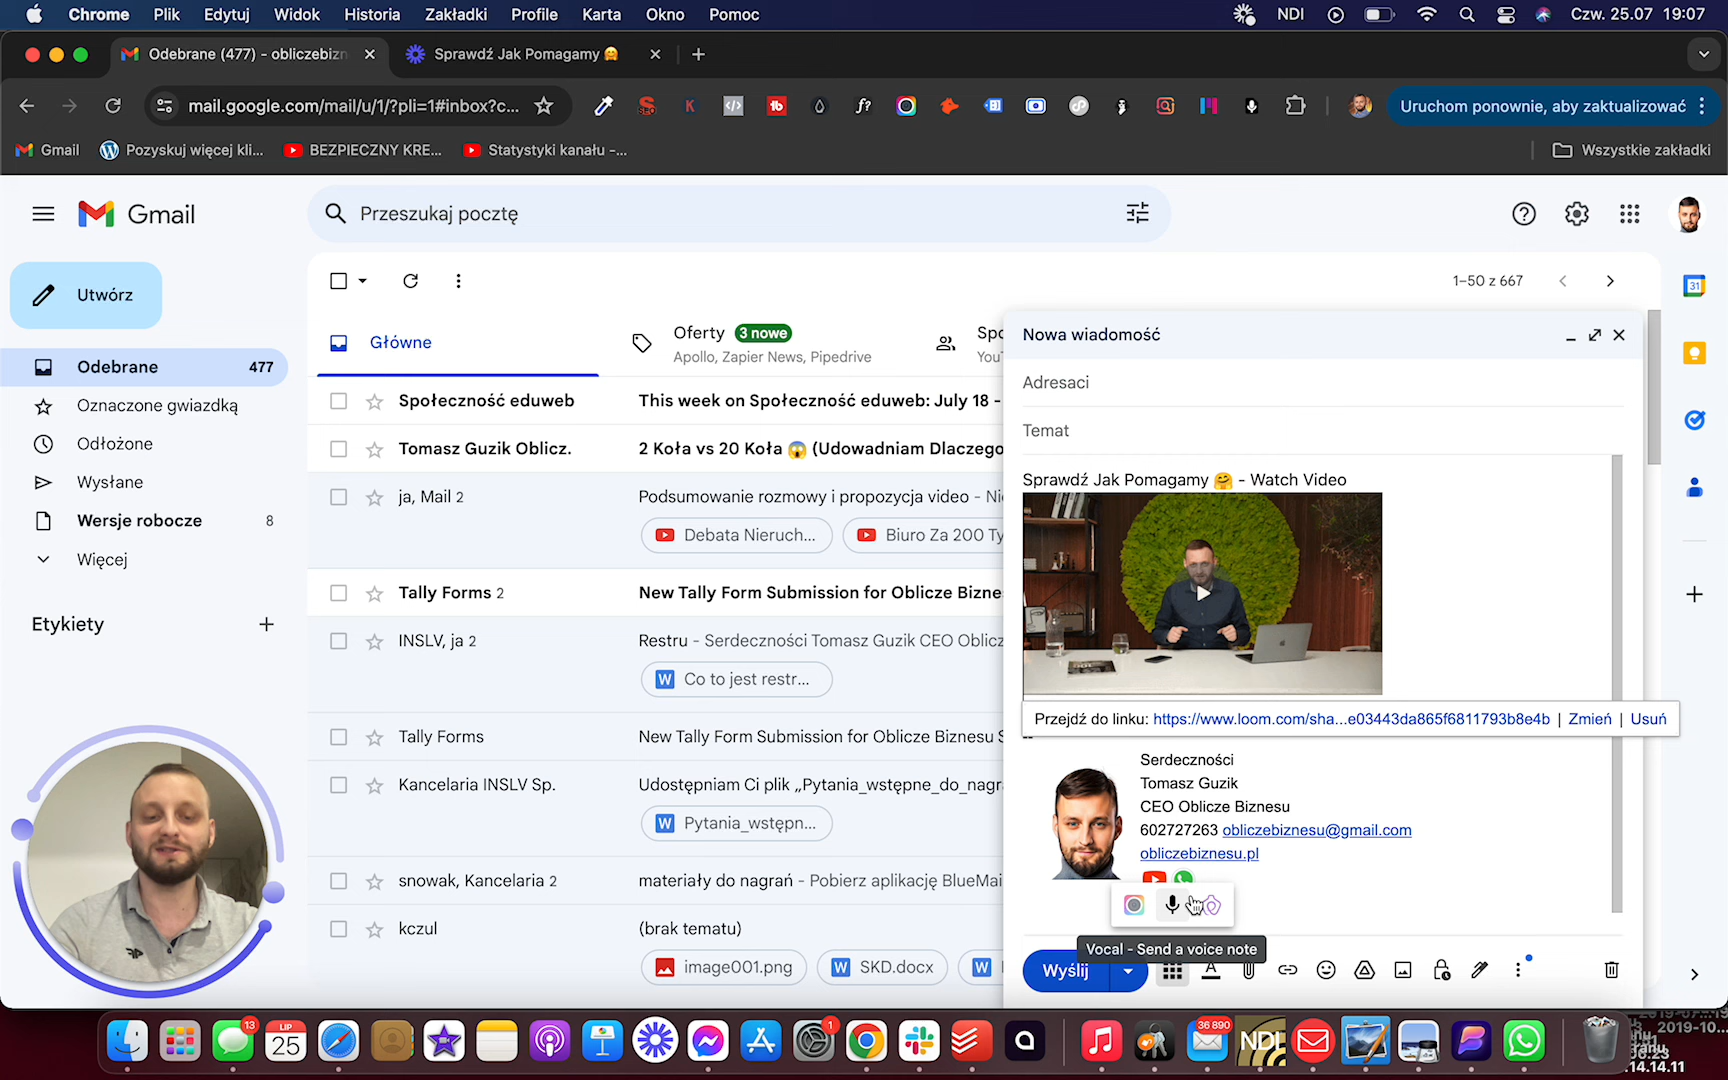 Chrome Plik Edytuj Widok Historia Zakładki Profile Karta Okno Pomoc
NDI Czw. 25.07 19:07
Odebrane (477) - obliczebizn
Sprawdź Jak Pomagamy 🤗
mail.google.com/mail/u/1/?pli=1#inbox?c...
Uruchom ponownie, aby zaktualizować
Gmail
Pozyskuj więcej kli...
BEZPIECZNY KRE...
Statystyki kanału -...
Wszystkie zakładki
Gmail
Przeszukaj pocztę
Utwórz
1–50 z 667
Główne
Oferty 3 nowe
Apollo, Zapier News, Pipedrive
Odebrane 477
Oznaczone gwiazdką
Odłożone
Wysłane
Wersje robocze 8
Więcej
Etykiety
Społeczność eduweb This week on Społeczność eduweb: July 18 -
Tomasz Guzik Oblicz. 2 Koła vs 20 Koła 😱 (Udowadniam Dlaczego
ja, Mail 2 Podsumowanie rozmowy i propozycja video -
Debata Nieruch...
Biuro Za 200 Ty
Tally Forms 2 New Tally Form Submission for Oblicze Bizne
INSLV, ja 2 Restru - Serdeczności Tomasz Guzik CEO Oblicz
Co to jest restr...
Tally Forms New Tally Form Submission for Oblicze Biznesu S
Kancelaria INSLV Sp. Udostępniam Ci plik „Pytania_wstępne_do_nagr
Pytania_wstępn...
snowak, Kancelaria 2 materiały do nagrań - Pobierz aplikację BlueMai
kczul (brak tematu)
image001.png
SKD.docx
Nowa wiadomość
Adresaci
Temat
Sprawdź Jak Pomagamy 🤗 - Watch Video
Przejdź do linku: https://www.loom.com/sha...e03443da865f6811793b8e4b | Zmień | Usuń
Serdeczności
Tomasz Guzik
CEO Oblicze Biznesu
602727263 obliczebiznesu@gmail.com
obliczebiznesu.pl
Vocal - Send a voice note
Wyślij
13
LIP
25
1
36 890
NDI
2019-10...